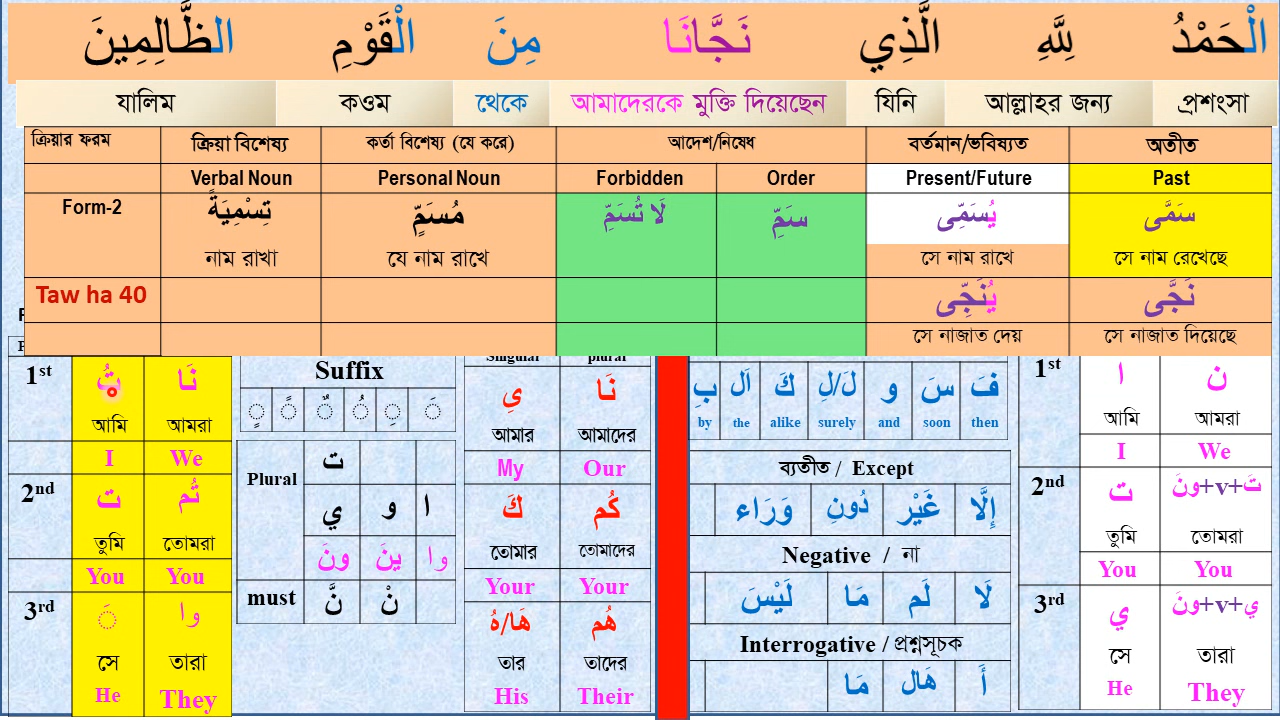 الْحَمْدُ لِلَّهِ الَّذِي نَجَّانَا مِنَ الْقَوْمِ الظَّالِمِينَ
যালিম কওম থেকে আমাদেরকে মুক্তি দিয়েছেন যিনি আল্লাহর জন্য প্রশংসা
ক্রিয়ার ফরম ক্রিয়া বিশেষ্য কর্তা বিশেষ্য (যে করে) আদেশ/নিষেধ বর্তমান/ভবিষ্যত অতীত
Verbal Noun Personal Noun Forbidden Order Present/Future Past
Form-2 تِسْمِيَةً مُسَمٍّ لَا تُسَمِّ سمِّ يُسَمِّى سَمَّى
নাম রাখা যে নাম রাখে সে নাম রাখে সে নাম রেখেছে
Taw ha 40 يُنَجِّى نَجَّى
সে নাজাত দেয় সে নাজাত দিয়েছে
1st تُ نَا
আমি আমরা
I We
2nd ت تُم
তুমি তোমরা
You You
3rd َ وا
সে তারা
He They
Suffix
ٍ ً ٌ ُ ِ َ
Plural ت
ي و ا
ونَ ينَ وا
must نَّ نْ
Singular plural
يِ نَا
আমার আমাদের
My Our
كَ كُم
তোমার তোমাদের
Your Your
هَا/هُ هُم
তার তাদের
His Their
بِ اَل كَ لَ/لِ و سَ فَ
by the alike surely and soon then
ব্যতীত / Except
وَرَاء دُونِ غَيْر إِلَّا
Negative / না
لَيْسَ مَا لَم لَا
Interrogative / প্রশ্নসূচক
مَا هَال أَ
1st ا ن
আমি আমরা
I We
2nd ت تَ+v+ونَ
তুমি তোমরা
You You
3rd ي ي+v+ونَ
সে তারা
He They